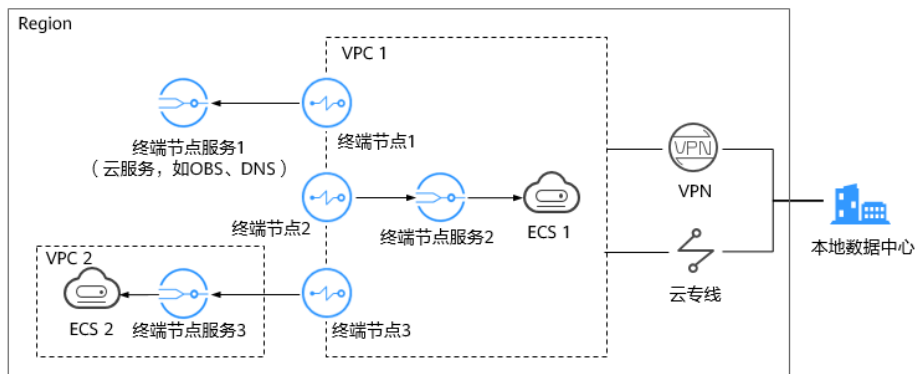 Region
VPC 1
终端节点1
终端节点服务1
（云服务，如OBS、DNS）
终端节点2
终端节点服务2
ECS 1
VPN
VPN
本地数据中心
云专线
VPC 2
ECS 2
终端节点服务3
终端节点3